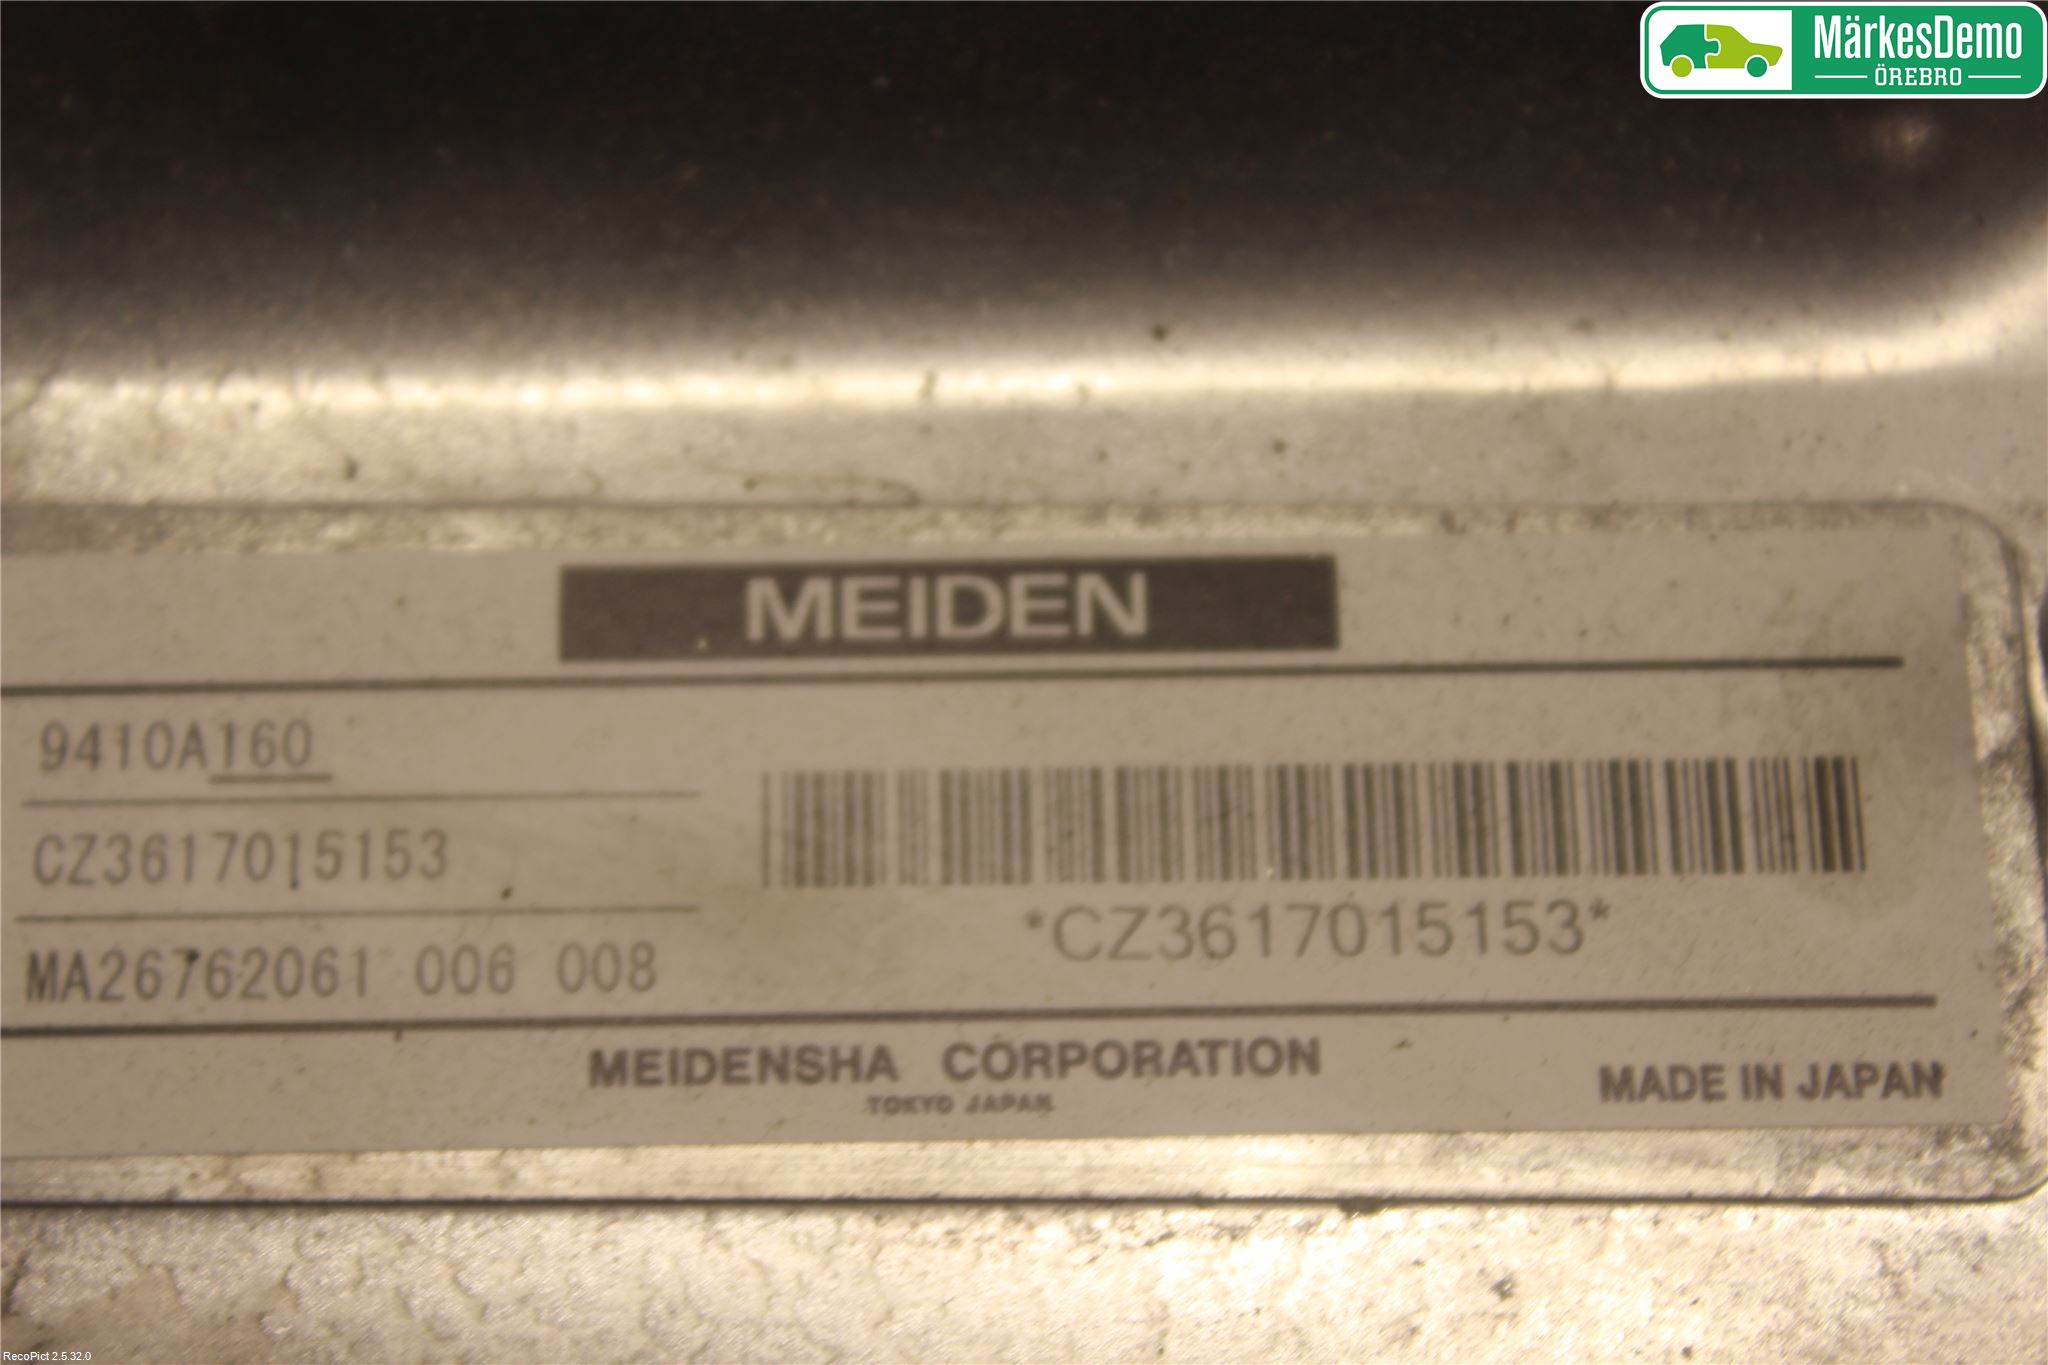 MärkesDemo
ÖREBRO
MEIDEN
9410A160
CZ3617015153
MA26762061 006 008
*CZ3617015153*
MEIDENSHA CORPORATION
TOKYO JAPAN
MADE IN JAPAN
RecoPict 2.5.32.0